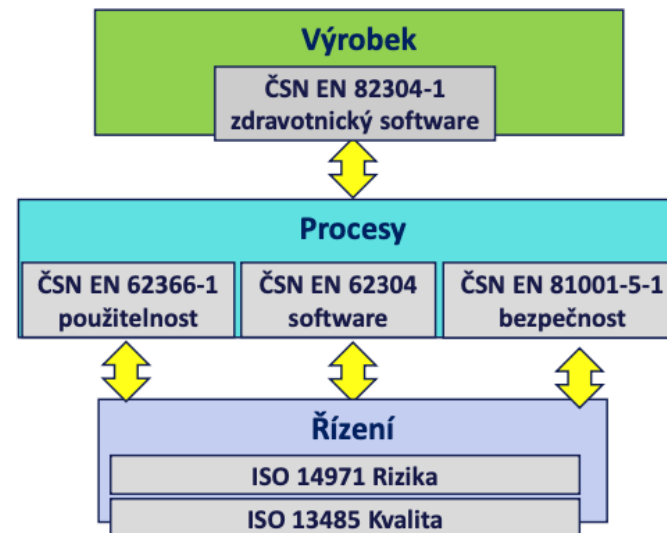 Výrobek
ČSN EN 82304-1
zdravotnický software
Procesy
ČSN EN 62366-1
použitelnost
ČSN EN 62304
software
ČSN EN 81001-5-1
bezpečnost
Řízení
ISO 14971 Rizika
ISO 13485 Kvalita